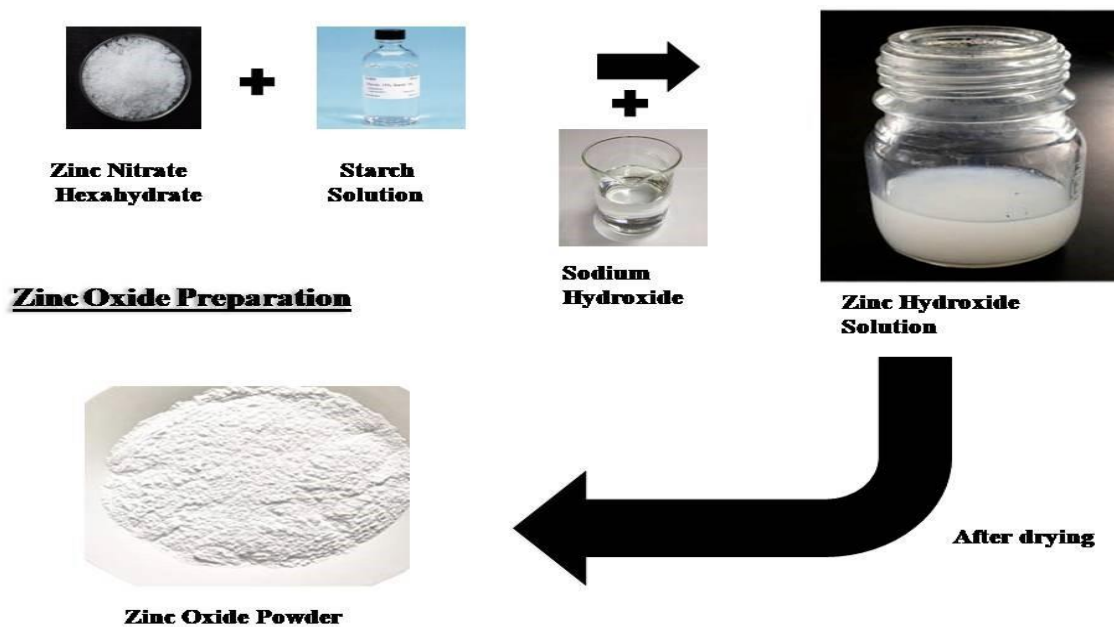 Zinc Nitrate
Hexahydrate
Starch
Solution
Sodium
Hydroxide
Zinc Hydroxide
Solution
Zinc Oxide Preparation
After drying
Zinc Oxide Powder